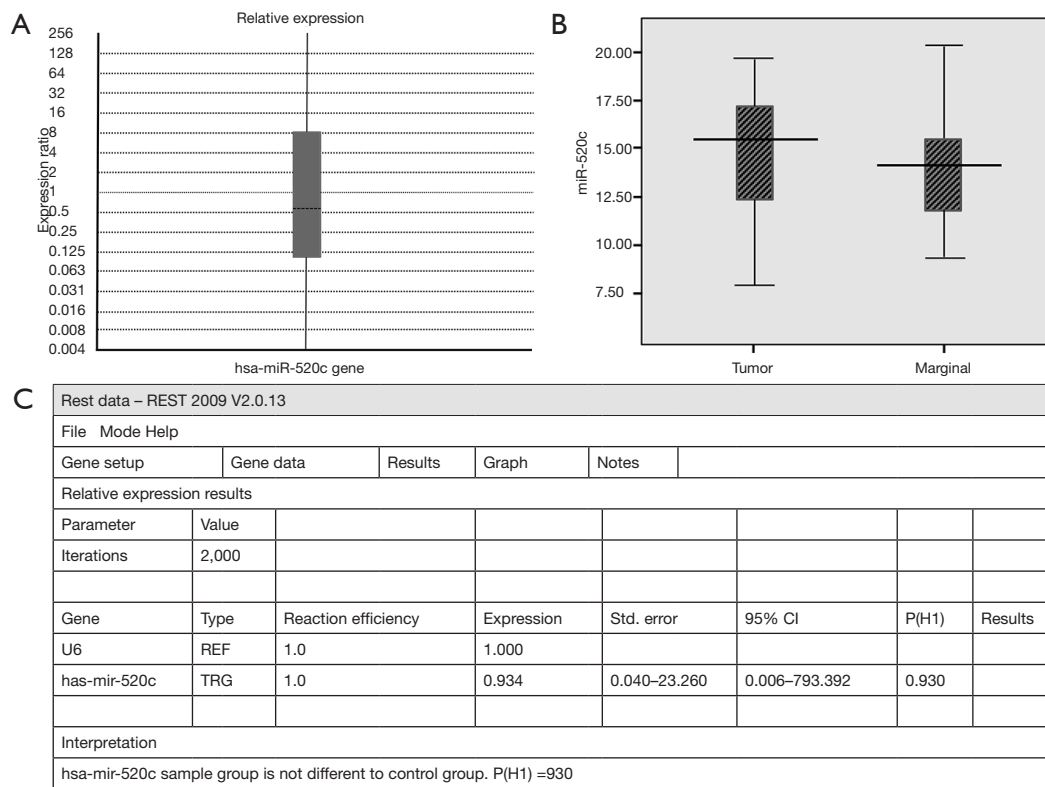 A
Relative expression
Expression ratio
256
128
64
32
16
8
4
2
1
0.5
0.25
0.125
0.063
0.031
0.016
0.008
0.004
hsa-miR-520c gene
B
miR-520c
20.00
17.50
15.00
12.50
10.00
7.50
Tumor Marginal
C
Rest data – REST 2009 V2.0.13
File Mode Help
Gene setup Gene data Results Graph Notes
Relative expression results
Parameter Value
Iterations 2,000
Gene Type Reaction efficiency Expression Std. error 95% CI P(H1) Results
U6 REF 1.0 1.000
has-mir-520c TRG 1.0 0.934 0.040–23.260 0.006–793.392 0.930
Interpretation
hsa-mir-520c sample group is not different to control group. P(H1) =930